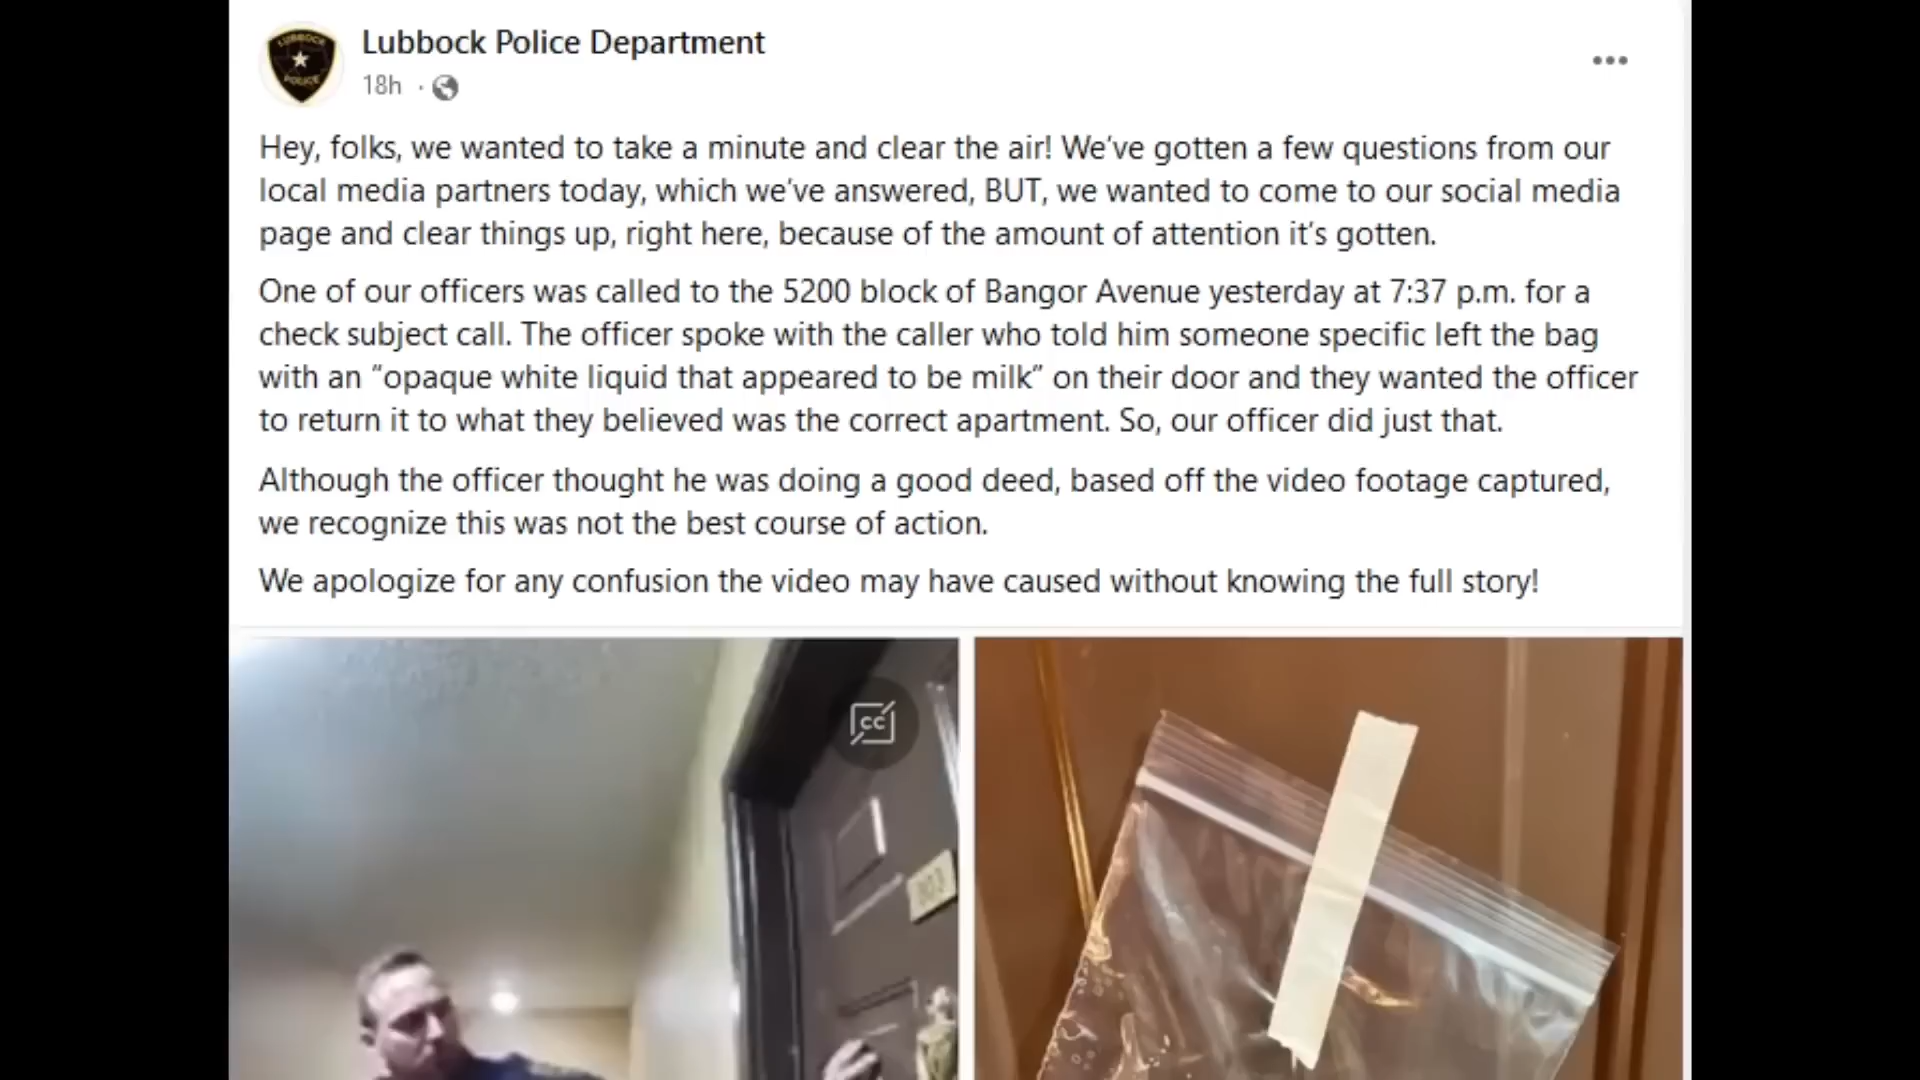 LUBBOCK
POLICE
Lubbock Police Department
18h ·
Hey, folks, we wanted to take a minute and clear the air! We’ve gotten a few questions from our
local media partners today, which we’ve answered, BUT, we wanted to come to our social media
page and clear things up, right here, because of the amount of attention it’s gotten.
One of our officers was called to the 5200 block of Bangor Avenue yesterday at 7:37 p.m. for a
check subject call. The officer spoke with the caller who told him someone specific left the bag
with an “opaque white liquid that appeared to be milk” on their door and they wanted the officer
to return it to what they believed was the correct apartment. So, our officer did just that.
Although the officer thought he was doing a good deed, based off the video footage captured,
we recognize this was not the best course of action.
We apologize for any confusion the video may have caused without knowing the full story!
CC